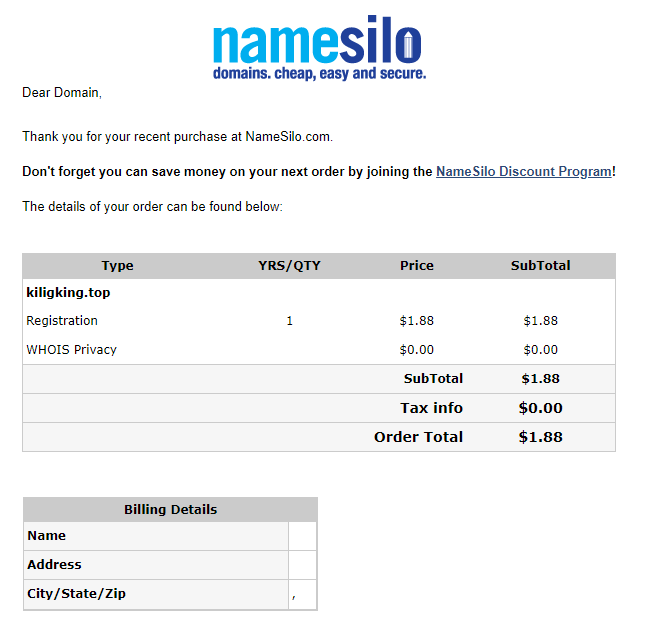 namesilo
domains. cheap, easy and secure.
Dear Domain,
Thank you for your recent purchase at NameSilo.com.
Don't forget you can save money on your next order by joining the NameSilo Discount Program!
The details of your order can be found below:
Type YRS/QTY Price SubTotal
kiligking.top
Registration 1 $1.88 $1.88
WHOIS Privacy $0.00 $0.00
SubTotal $1.88
Tax info $0.00
Order Total $1.88
Billing Details
Name
Address
City/State/Zip ,